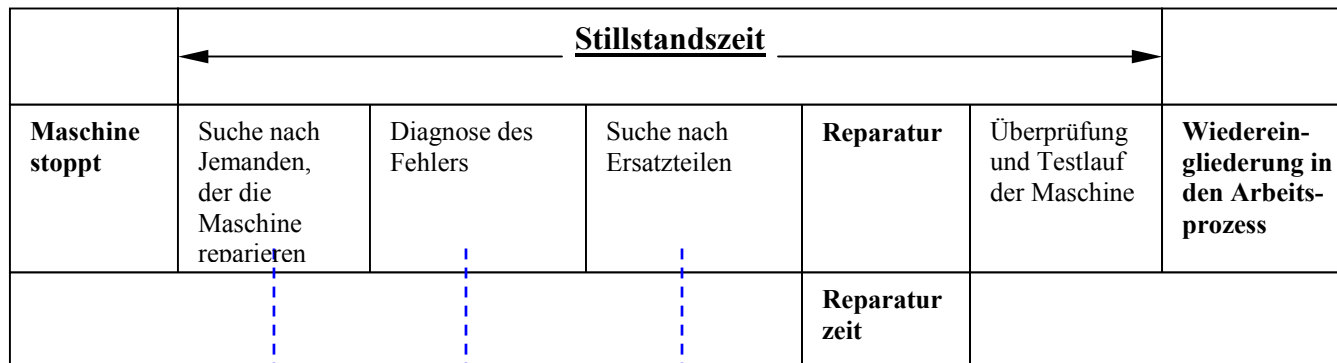 Stillstandszeit
Maschine
stoppt
Suche nach
Jemanden,
der die
Maschine
reparieren
Diagnose des
Fehlers
Suche nach
Ersatzteilen
Reparatur
Überprüfung
und Testlauf
der Maschine
Wiederein-
gliederung in
den Arbeits-
prozess
Reparatur
zeit